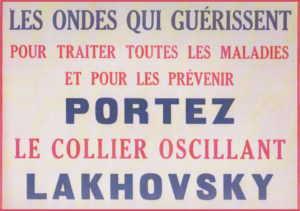 LES ONDES QUI GUÉRISSENT
POUR TRAITER TOUTES LES MALADIES
ET POUR LES PRÉVENIR
PORTEZ
LE COLLIER OSCILLANT
LAKHOVSKY